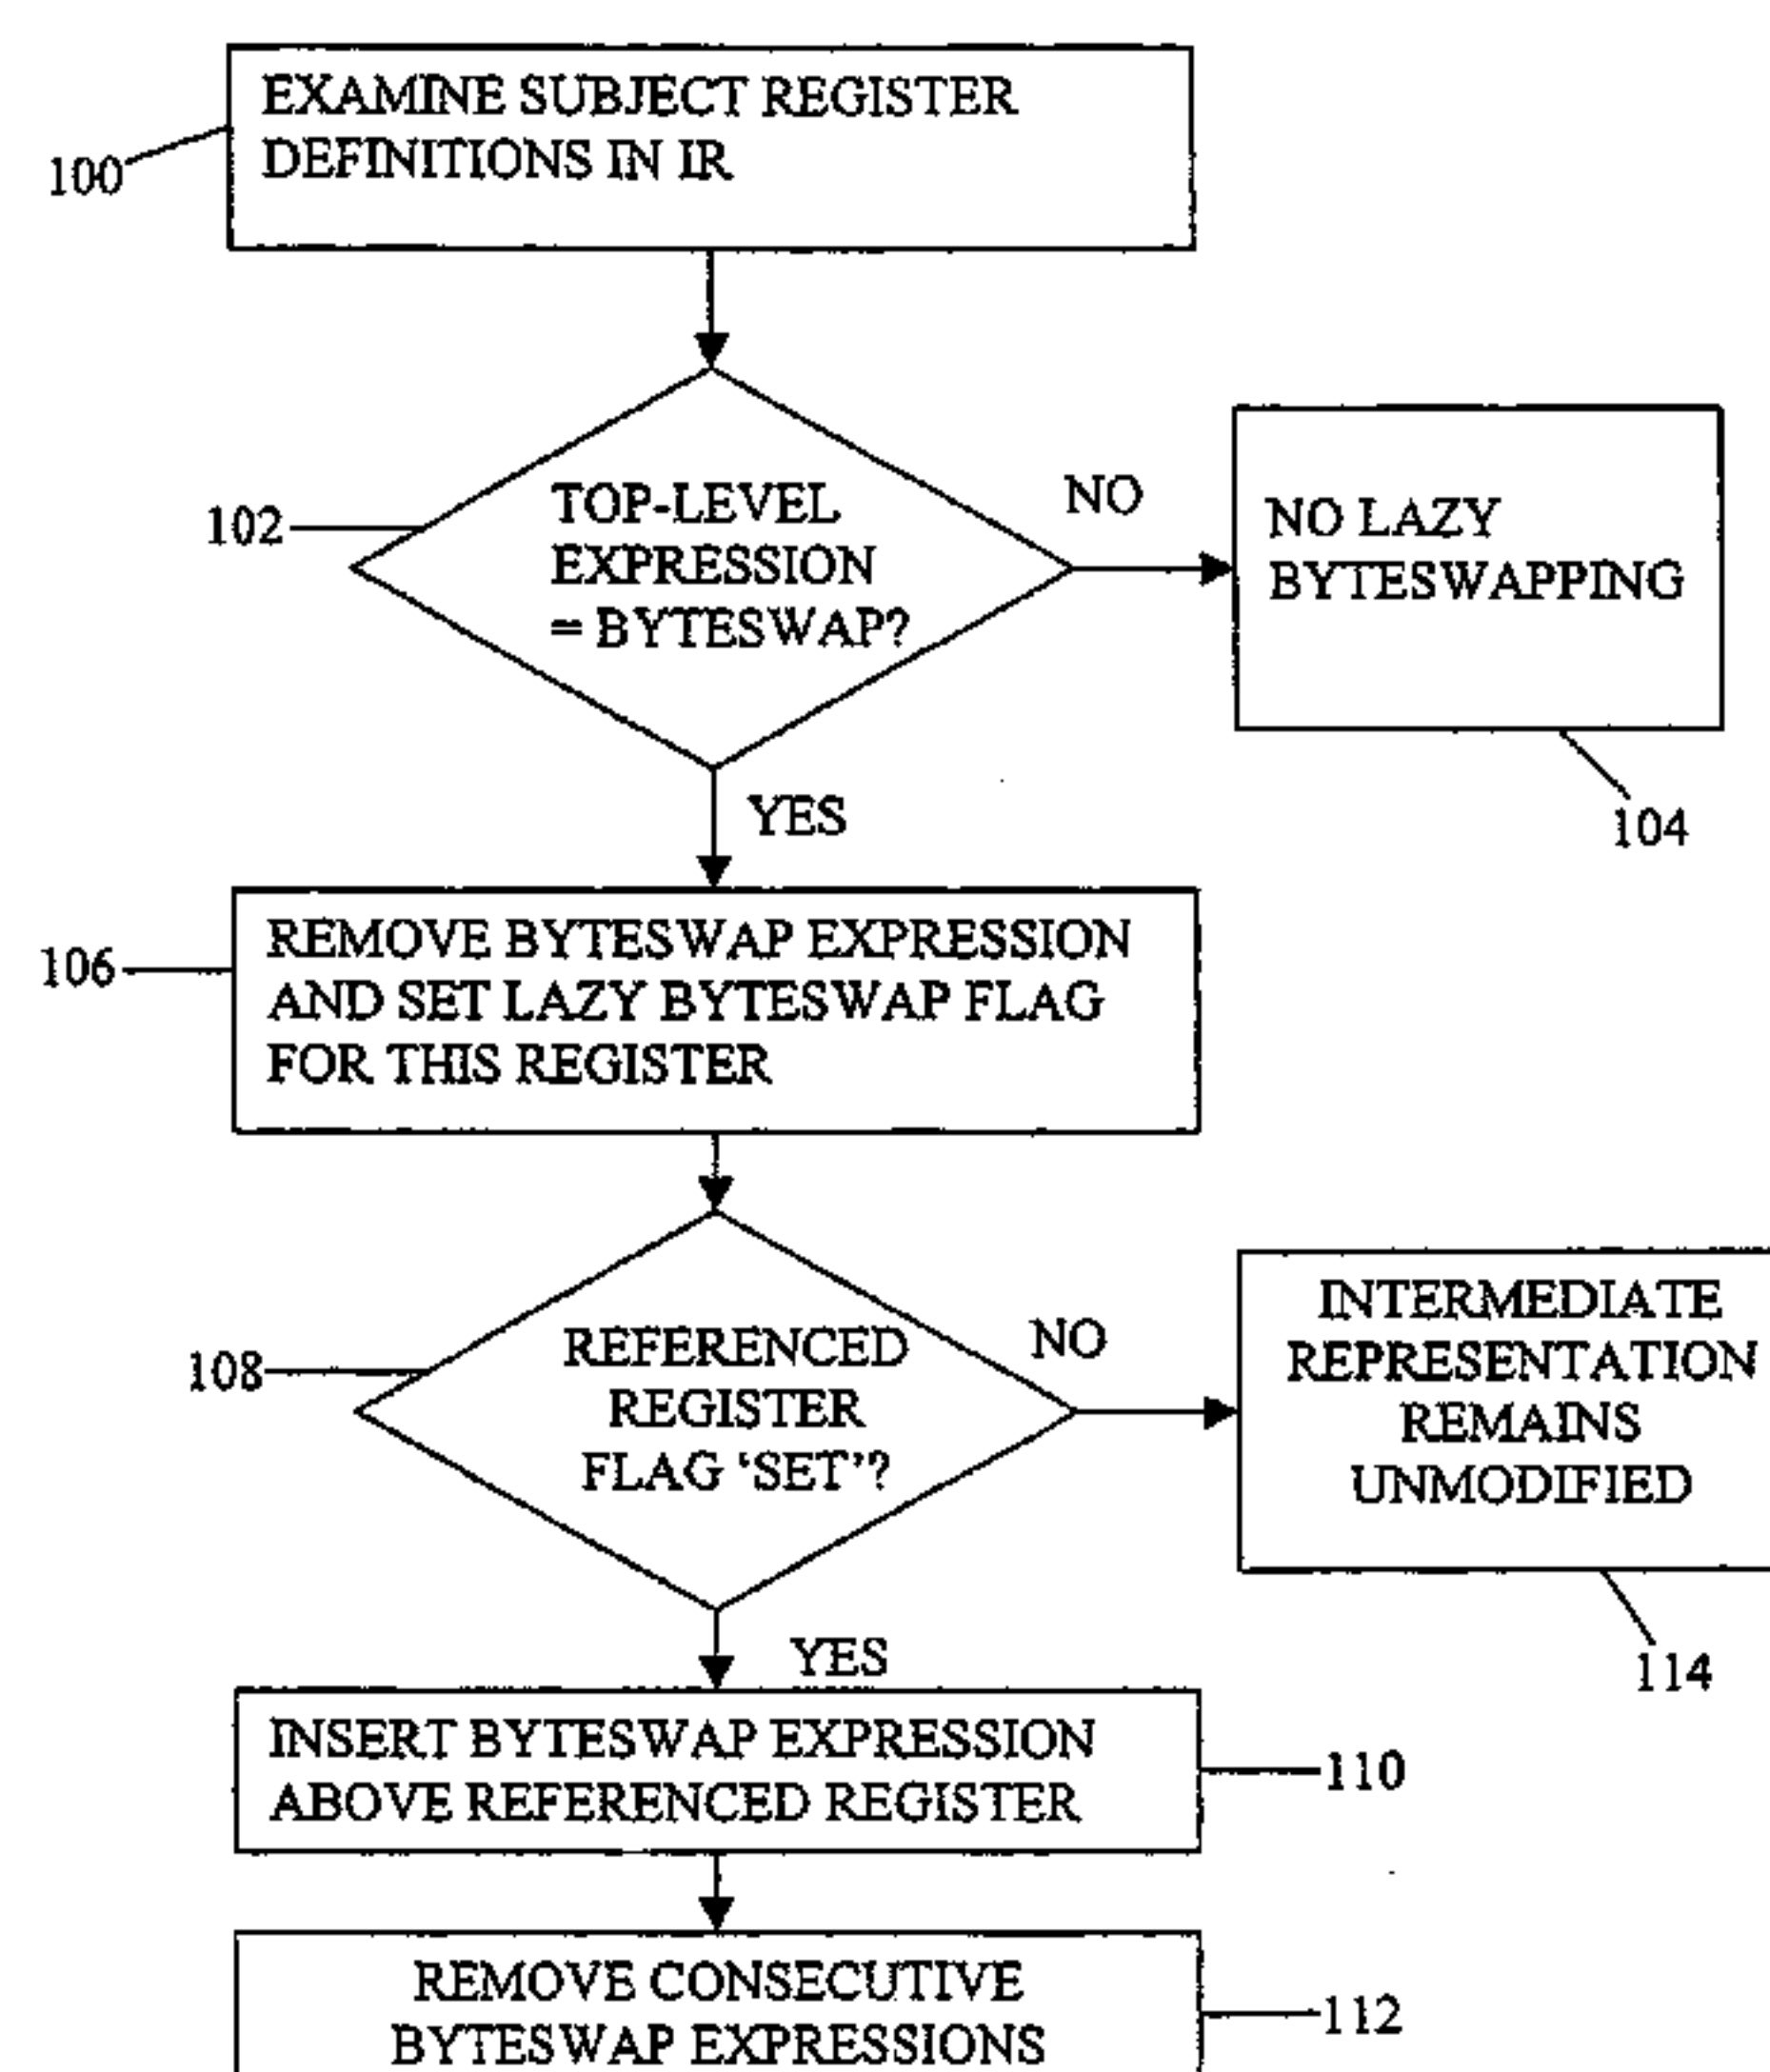 EXAMINE SUBJECT REGISTER
DEFINITIONS IN IR
100
TOP-LEVEL
EXPRESSION
= BYTESWAP?
102
NO
NO LAZY
BYTESWAPPING
104
YES
REMOVE BYTESWAP EXPRESSION
AND SET LAZY BYTESWAP FLAG
FOR THIS REGISTER
106
REFERENCED
REGISTER
FLAG ‘SET’?
108
NO
INTERMEDIATE
REPRESENTATION
REMAINS
UNMODIFIED
114
YES
INSERT BYTESWAP EXPRESSION
ABOVE REFERENCED REGISTER
110
REMOVE CONSECUTIVE
BYTESWAP EXPRESSIONS
112